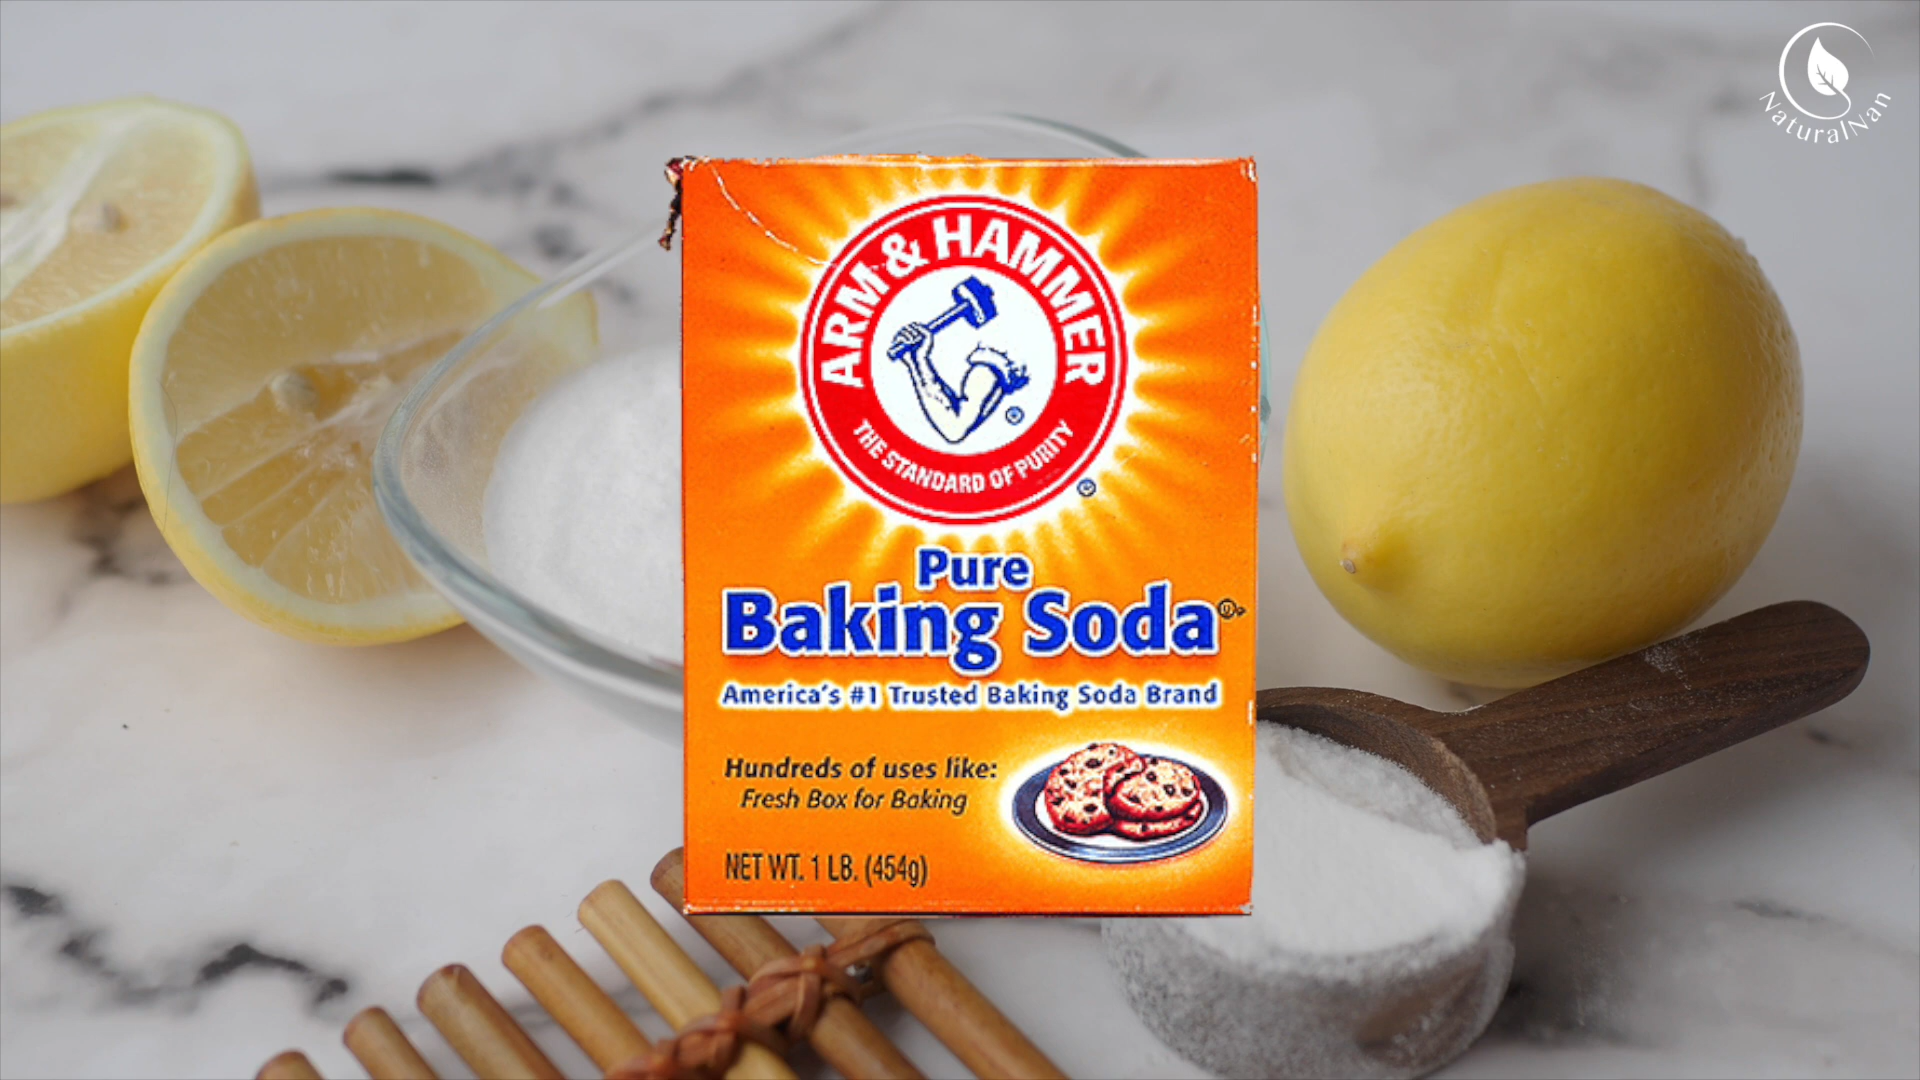 NaturalNan
ARM & HAMMER
THE STANDARD OF PURITY
Pure
Baking Soda
America's #1 Trusted Baking Soda Brand
Hundreds of uses like:
Fresh Box for Baking
NET WT. 1 LB. (454g)